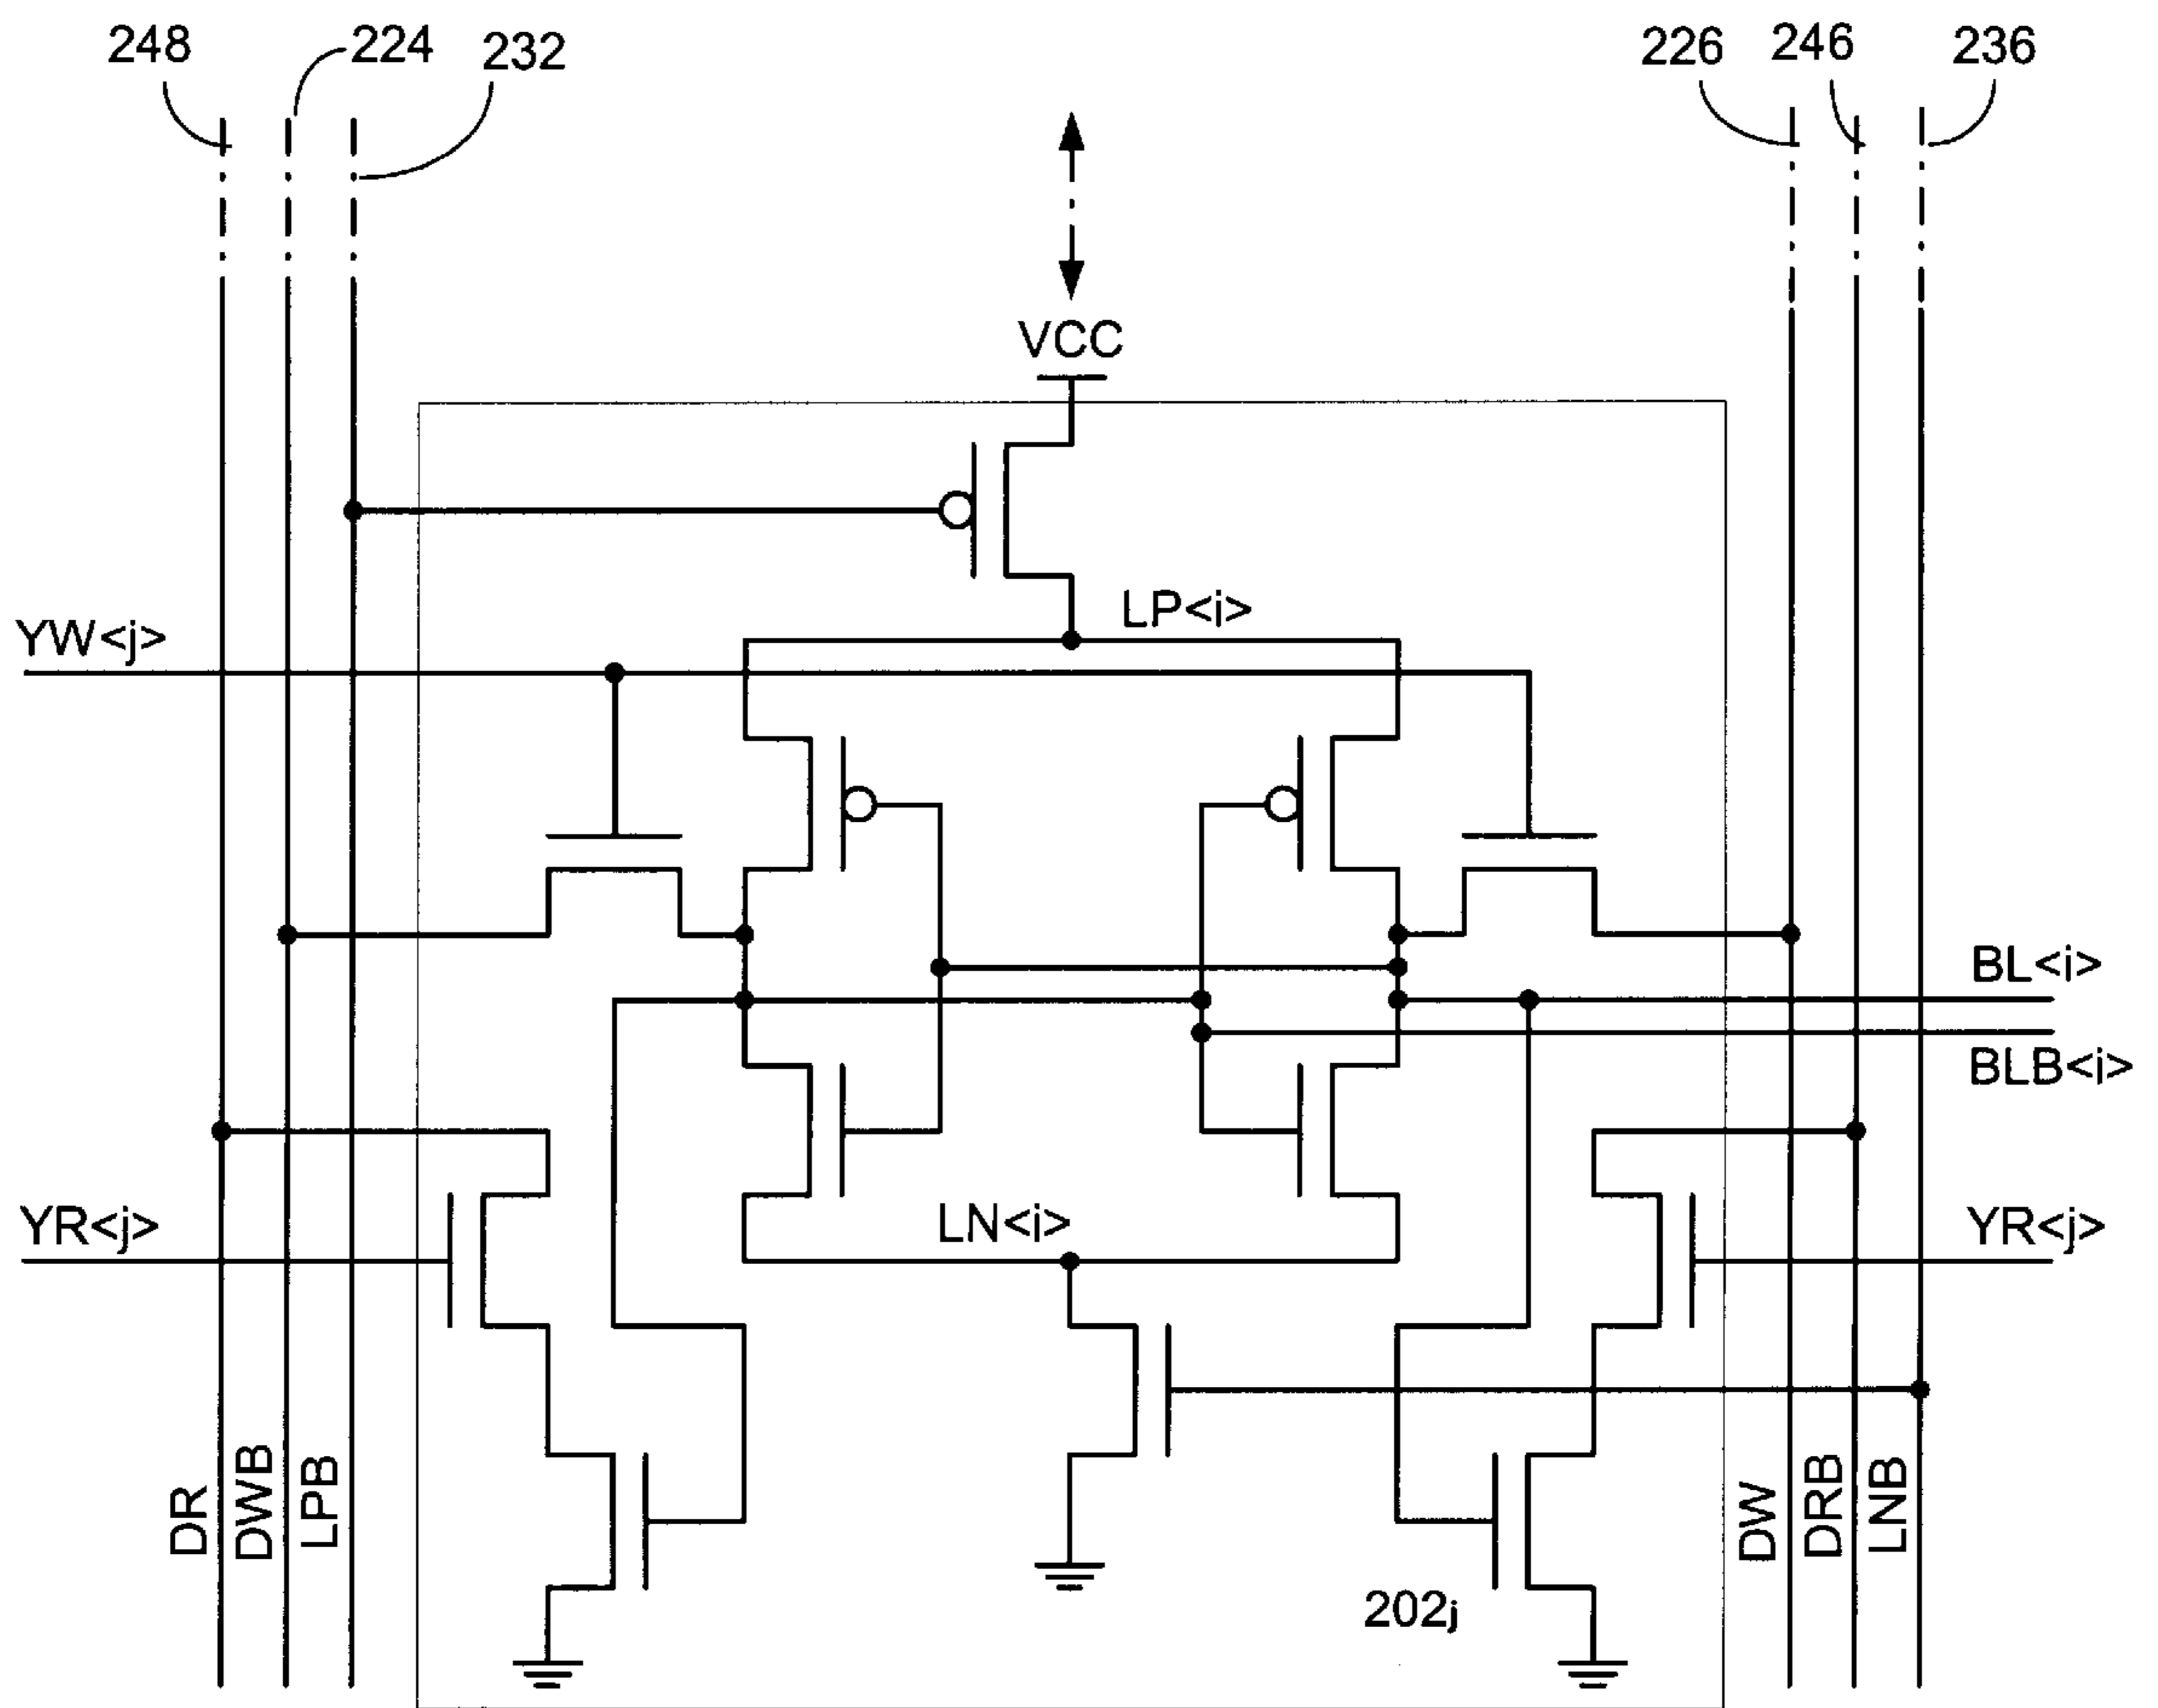 248
224
232
226
246
236
VCC
LP<i>
YW<j>
BL<i>
BLB<i>
YR<j>
LN<i>
YR<j>
DR
DWB
LPB
DW
DRB
LNB
202j